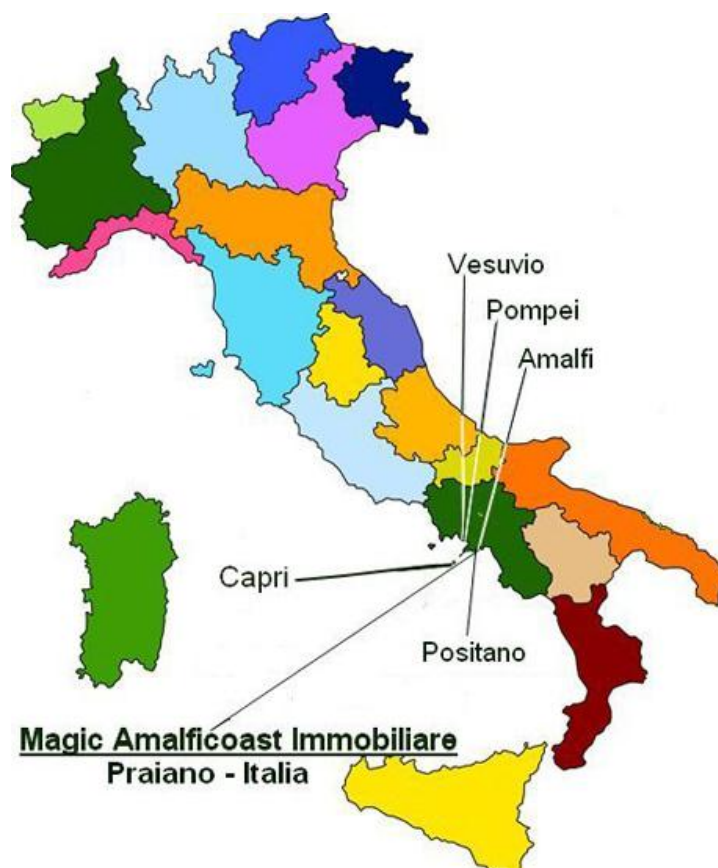 Vesuvio
Pompei
Amalfi
Capri
Positano
Magic Amalficoast Immobiliare
Praiano - Italia